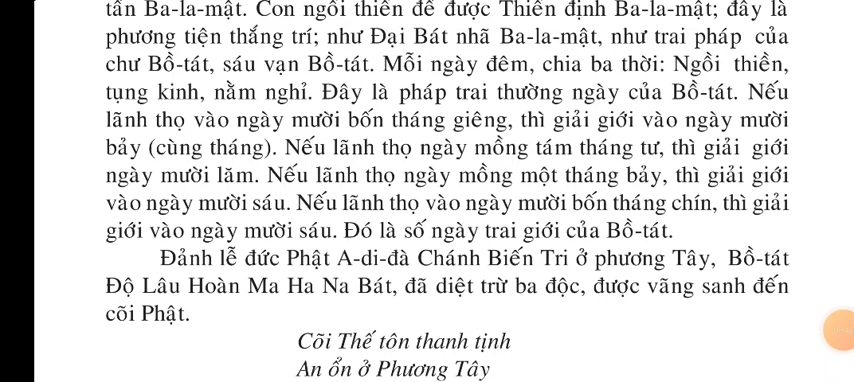 tấn Ba-la-mật. Con ngồi thiền để được Thiền định Ba-la-mật; đây là
phương tiện thắng trí; như Đại Bát nhã Ba-la-mật, như trai pháp của
chư Bồ-tát, sáu vạn Bồ-tát. Mỗi ngày đêm, chia ba thời: Ngồi thiền,
tụng kinh, nằm nghỉ. Đây là pháp trai thường ngày của Bồ-tát. Nếu
lãnh thọ vào ngày mười bốn tháng giêng, thì giải giới vào ngày mười
bảy (cùng tháng). Nếu lãnh thọ ngày mồng tám tháng tư, thì giải giới
ngày mười lăm. Nếu lãnh thọ ngày mồng một tháng bảy, thì giải giới
vào ngày mười sáu. Nếu lãnh thọ vào ngày mười bốn tháng chín, thì giải
giới vào ngày mười sáu. Đó là số ngày trai giới của Bồ-tát.
Đảnh lễ đức Phật A-di-đà Chánh Biến Tri ở phương Tây, Bồ-tát
Độ Lâu Hoàn Ma Ha Na Bát, đã diệt trừ ba độc, được vãng sanh đến
cõi Phật.
Cõi Thế tôn thanh tịnh
An ổn ở Phương Tây